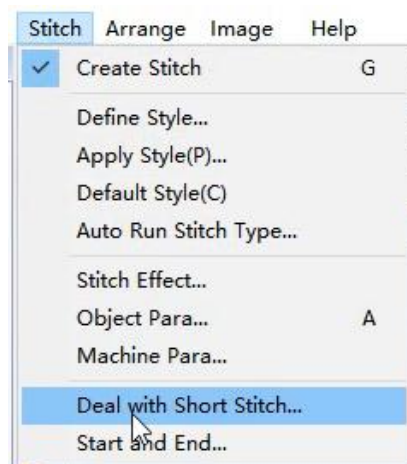 Stitch Arrange Image Help
Create Stitch G
Define Style...
Apply Style(P)...
Default Style(C)
Auto Run Stitch Type...
Stitch Effect...
Object Para... A
Machine Para...
Deal with Short Stitch...
Start and End...